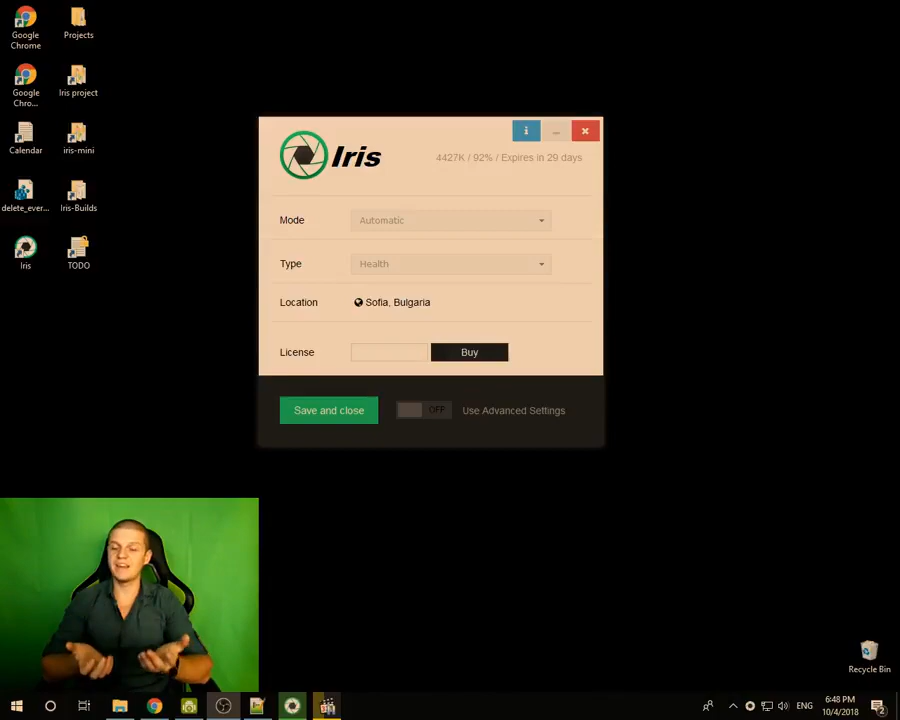 Google
Chrome
Projects
Google
Chro...
Iris project
Calendar
iris-mini
delete_ever...
Iris-Builds
Iris
TODO
i
Iris
4427K / 92% / Expires in 29 days
Mode
Automatic
Type
Health
Location
Sofia, Bulgaria
License
Buy
Save and close
OFF
Use Advanced Settings
Recycle Bin
ENG
6:48 PM
10/4/2018
2